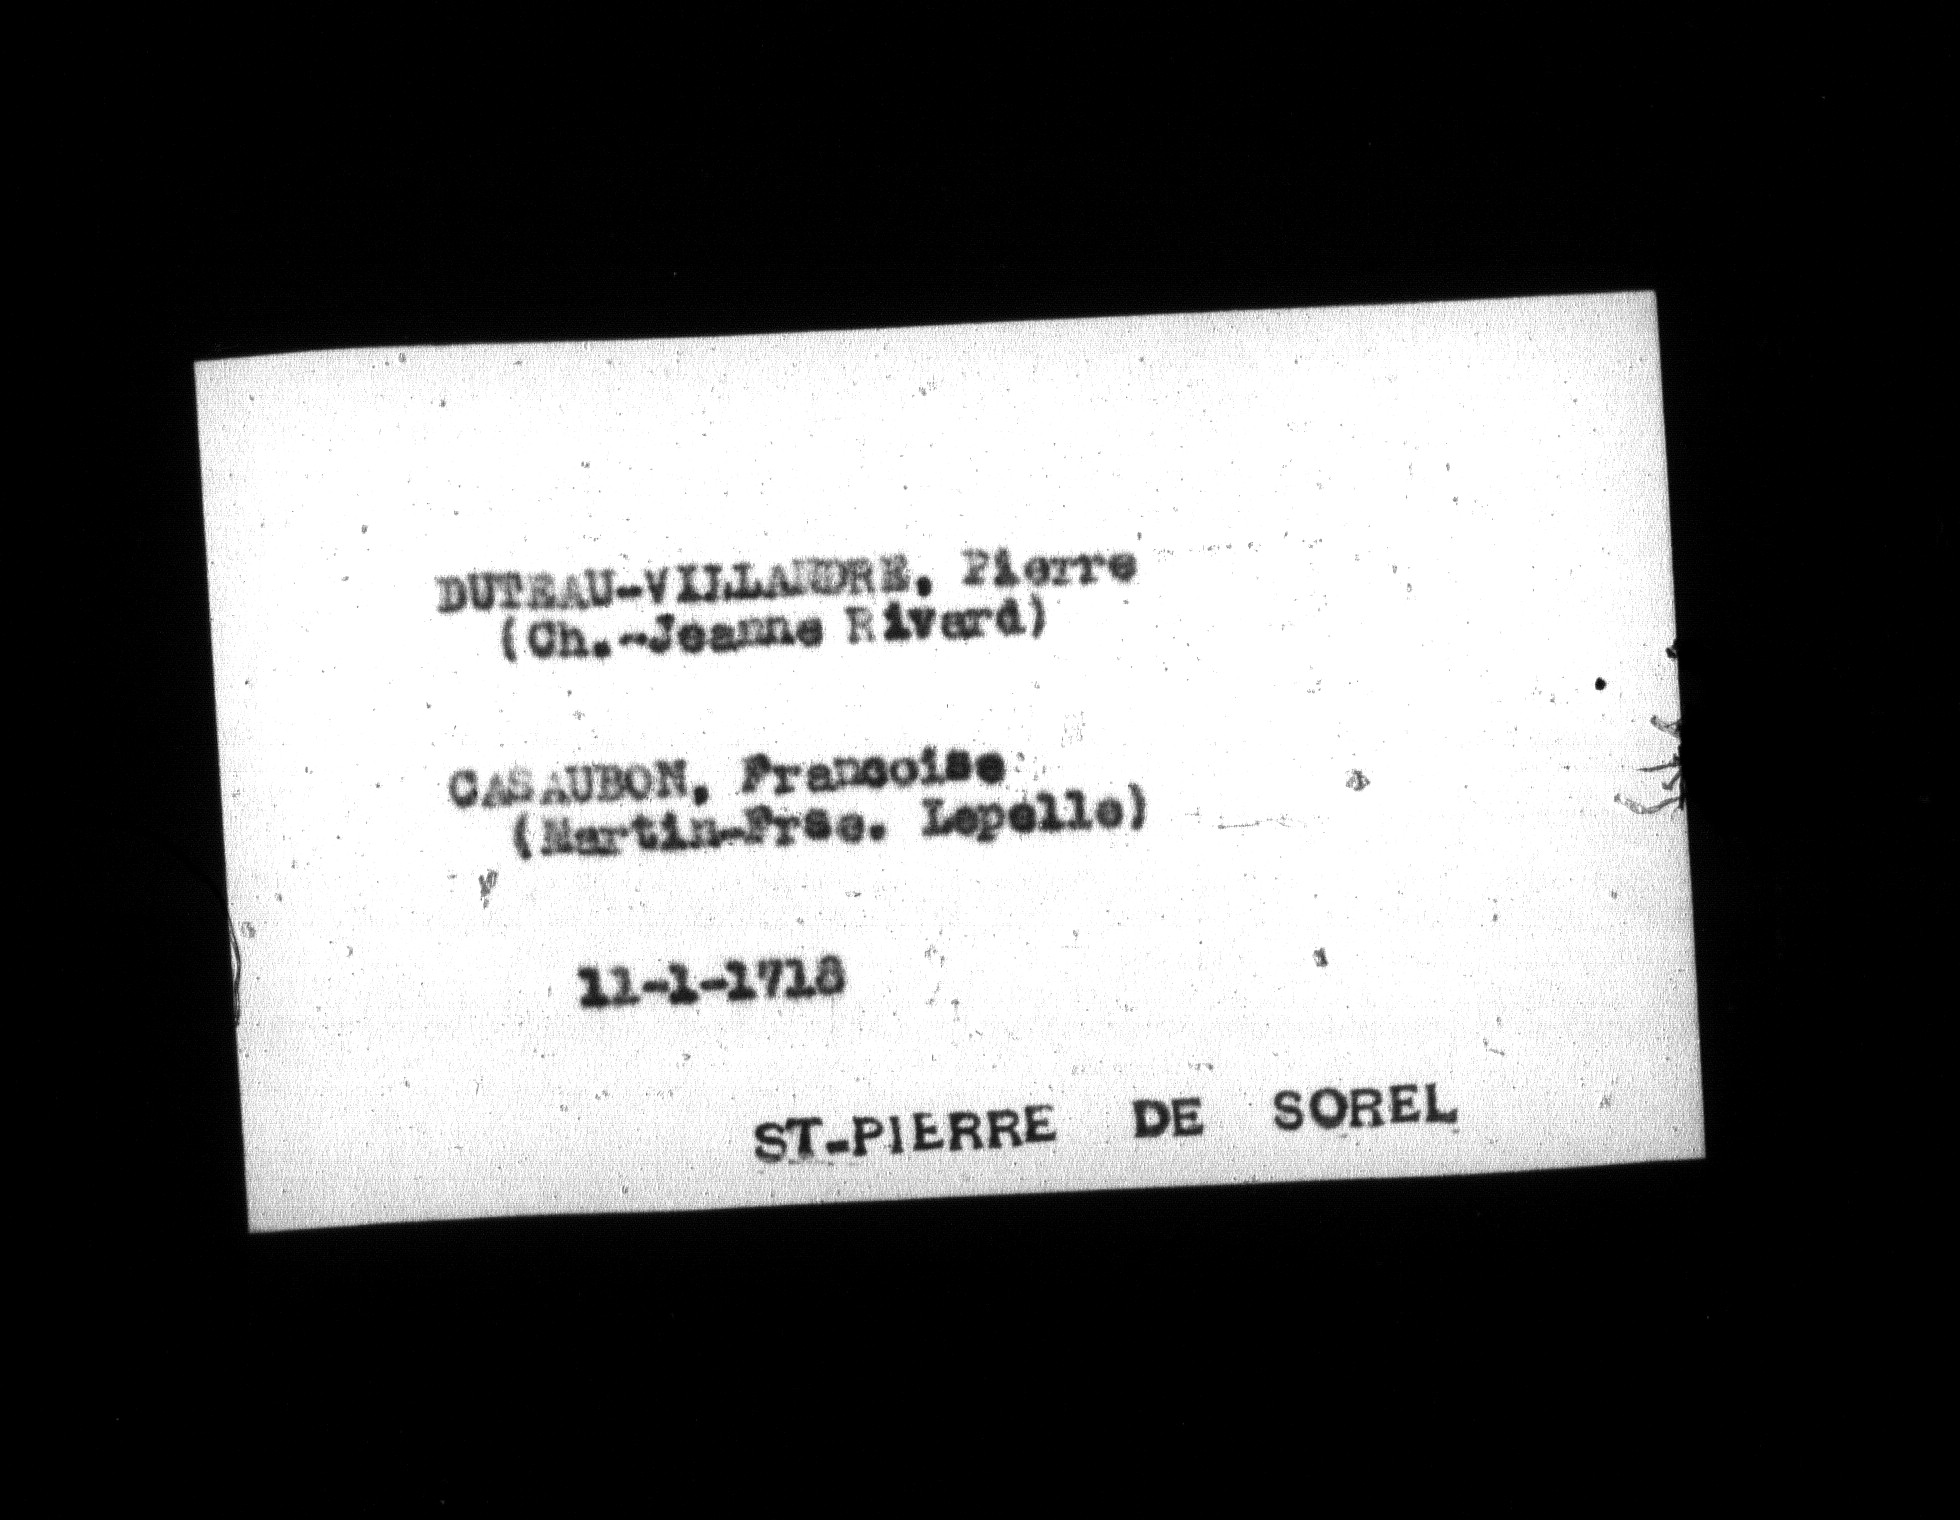 DUTEAU-VILLANDRE, Pierre
(Ch.-Jeanne Rivard)
CASAUBON, Francoise
(Martin-Frse. Lepelle)
11-1-1718
ST-PIERRE DE SOREL